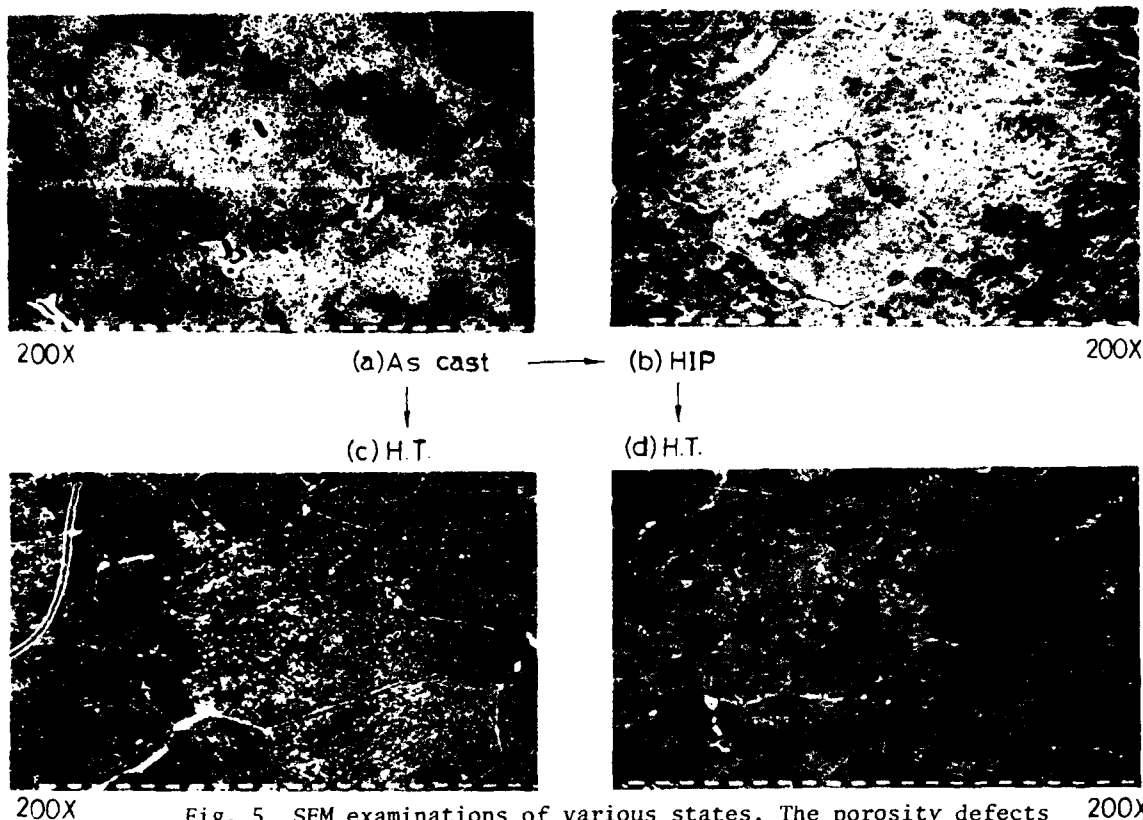 200X
(a) As cast
(b) HIP
200X
(c) H.T.
(d) H.T.
200X
Fig. 5 SEM examinations of various states. The porosity defects
200X